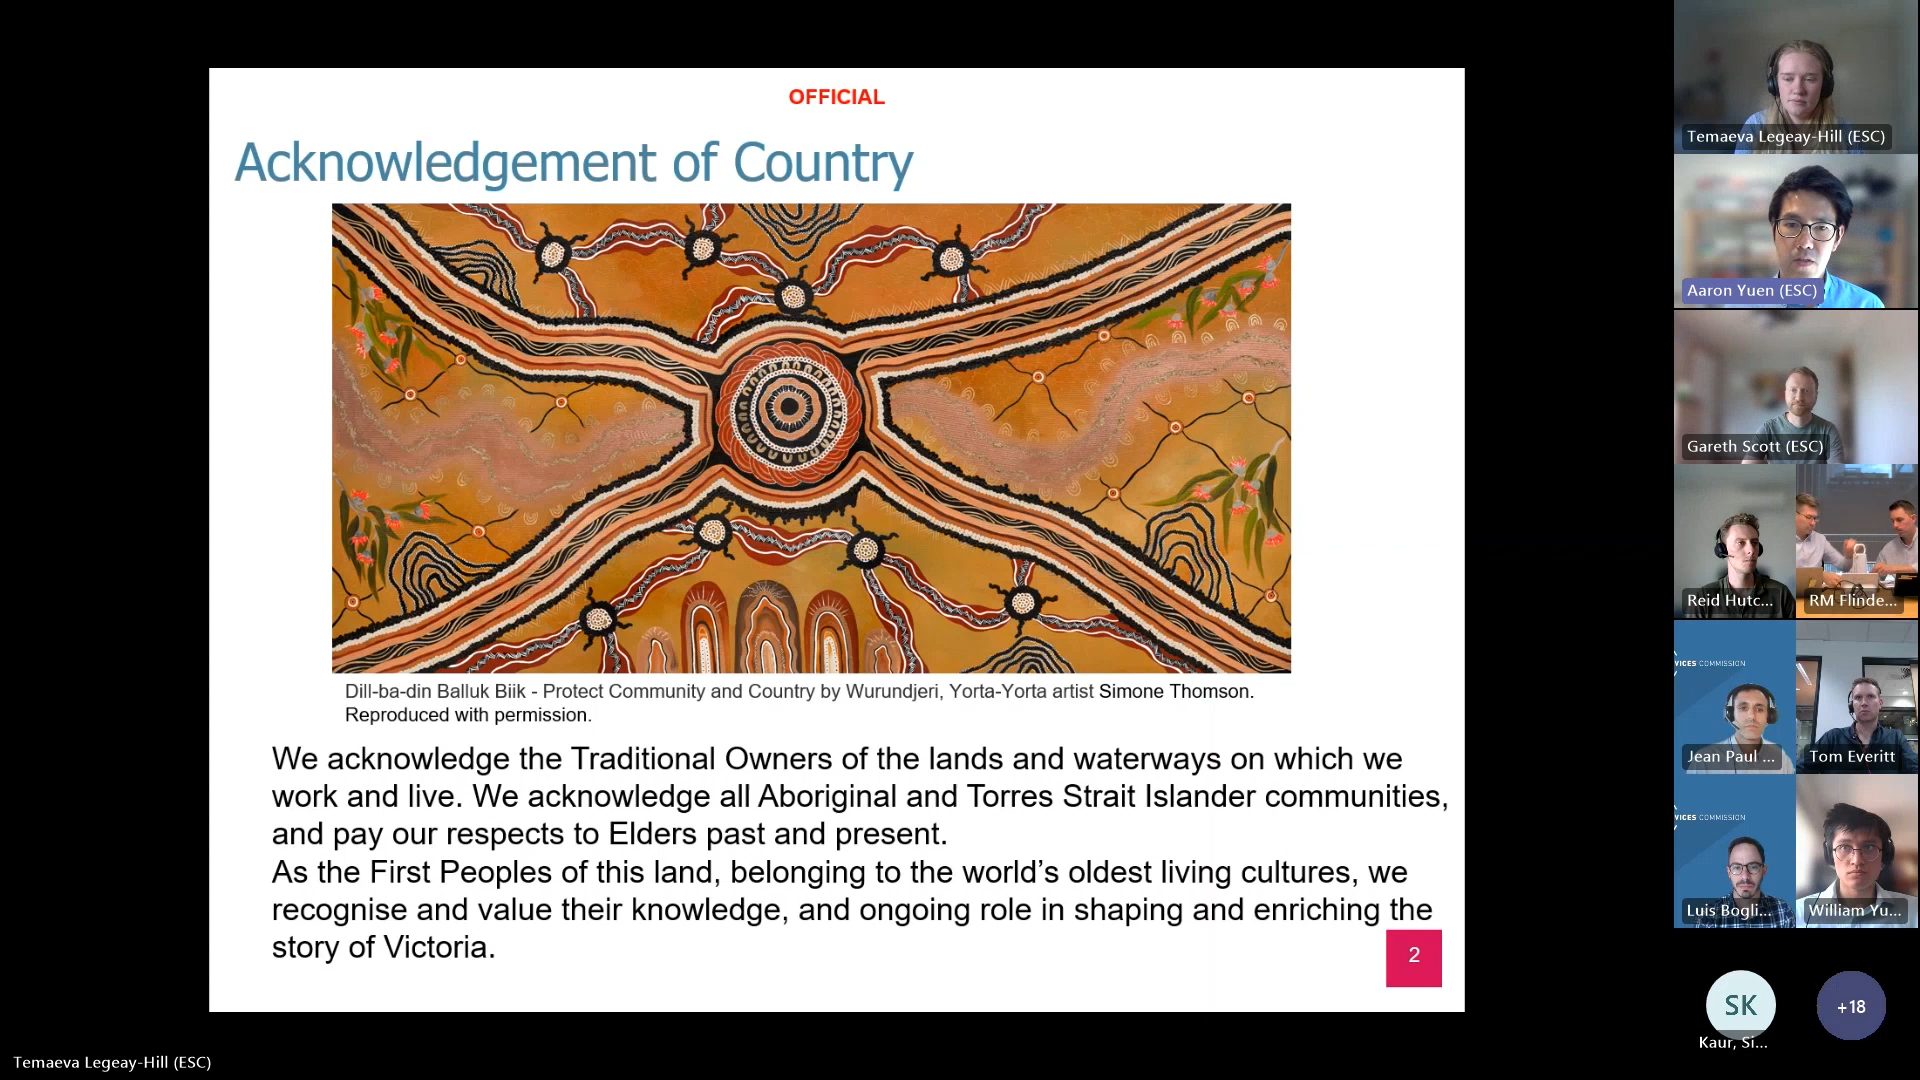 OFFICIAL
Acknowledgement of Country
Dill-ba-din Balluk Biik - Protect Community and Country by Wurundjeri, Yorta-Yorta artist Simone Thomson.
Reproduced with permission.
We acknowledge the Traditional Owners of the lands and waterways on which we
work and live. We acknowledge all Aboriginal and Torres Strait Islander communities,
and pay our respects to Elders past and present.
As the First Peoples of this land, belonging to the world’s oldest living cultures, we
recognise and value their knowledge, and ongoing role in shaping and enriching the
story of Victoria.
2
Temaeva Legeay-Hill (ESC)
Temaeva Legeay-Hill (ESC)
Aaron Yuen (ESC)
Gareth Scott (ESC)
Reid Hutc...
RM Flinde...
VICES COMMISSION
Jean Paul ...
Tom Everitt
VICES COMMISSION
Luis Bogli...
William Yu...
SK
+18
Kaur, Si...